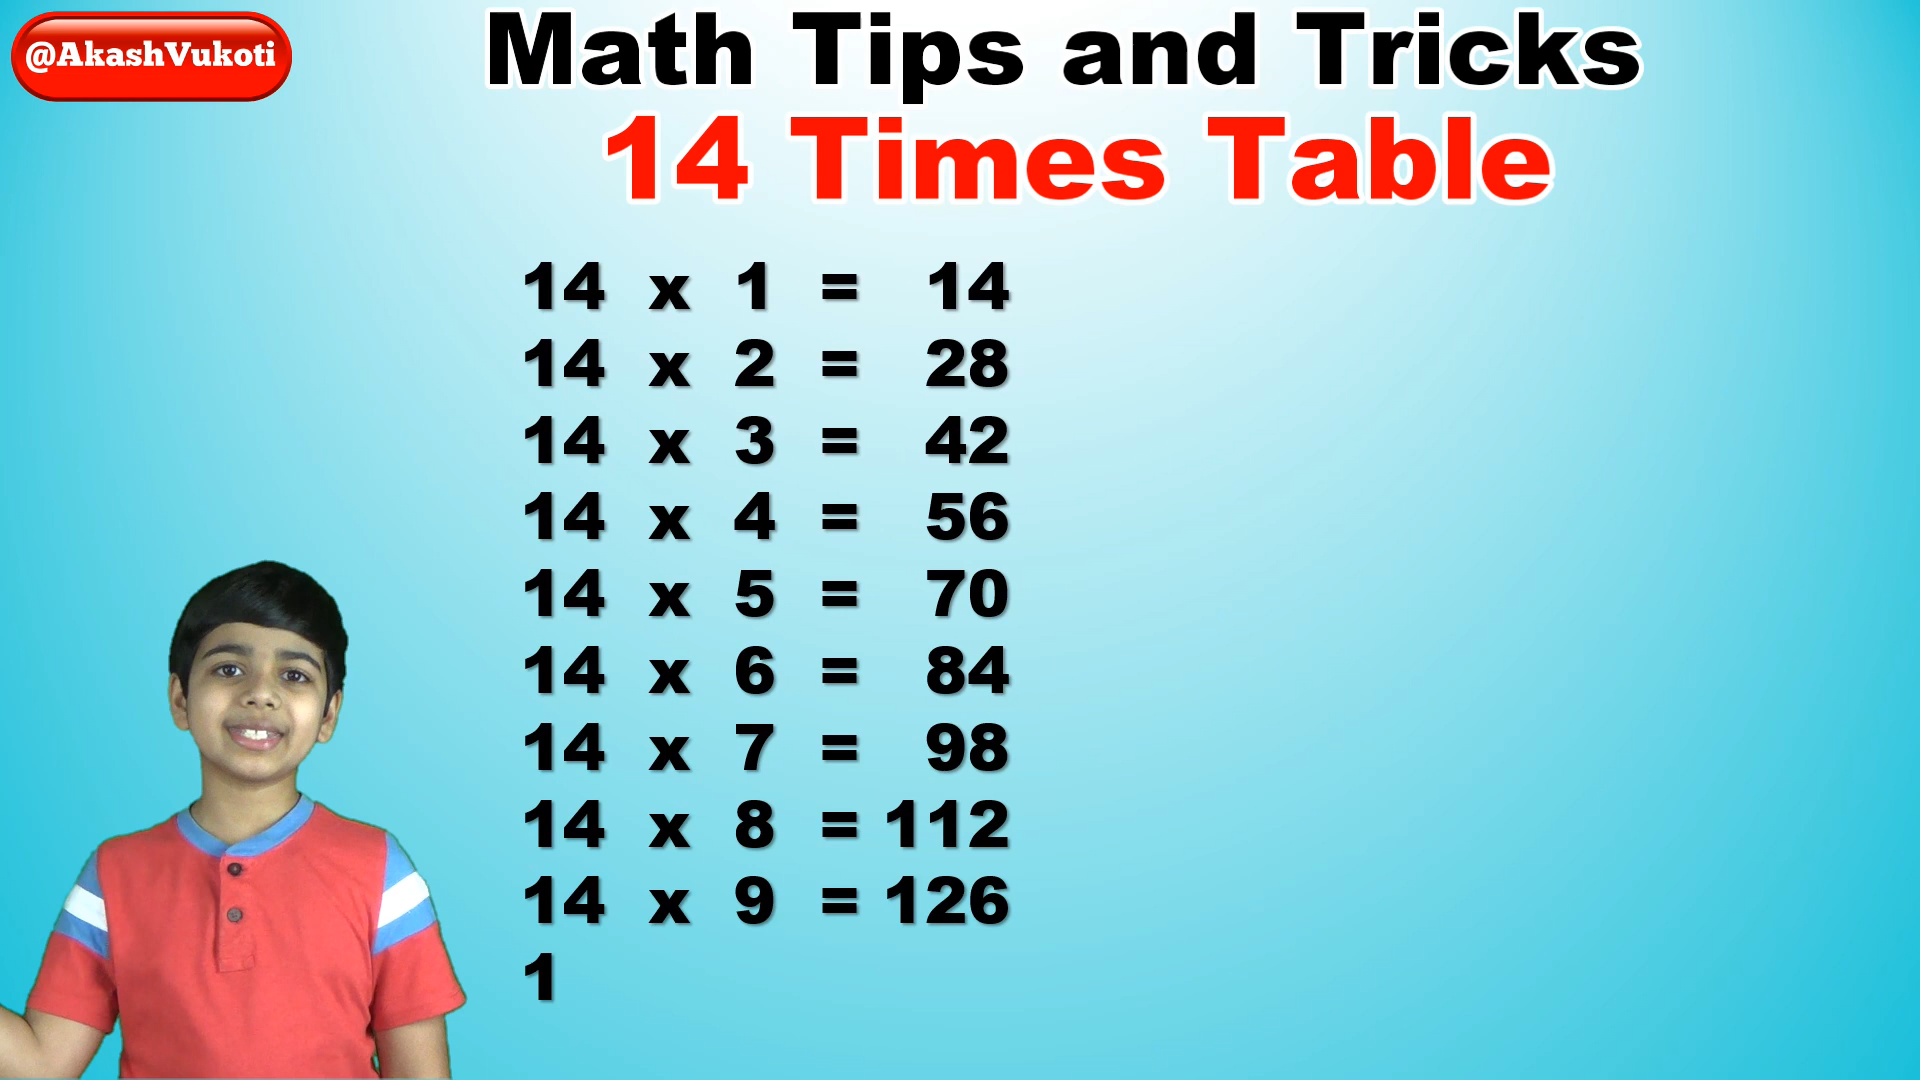 @AkashVukoti
Math Tips and Tricks
14 Times Table
14 x 1 = 14
14 x 2 = 28
14 x 3 = 42
14 x 4 = 56
14 x 5 = 70
14 x 6 = 84
14 x 7 = 98
14 x 8 = 112
14 x 9 = 126
1